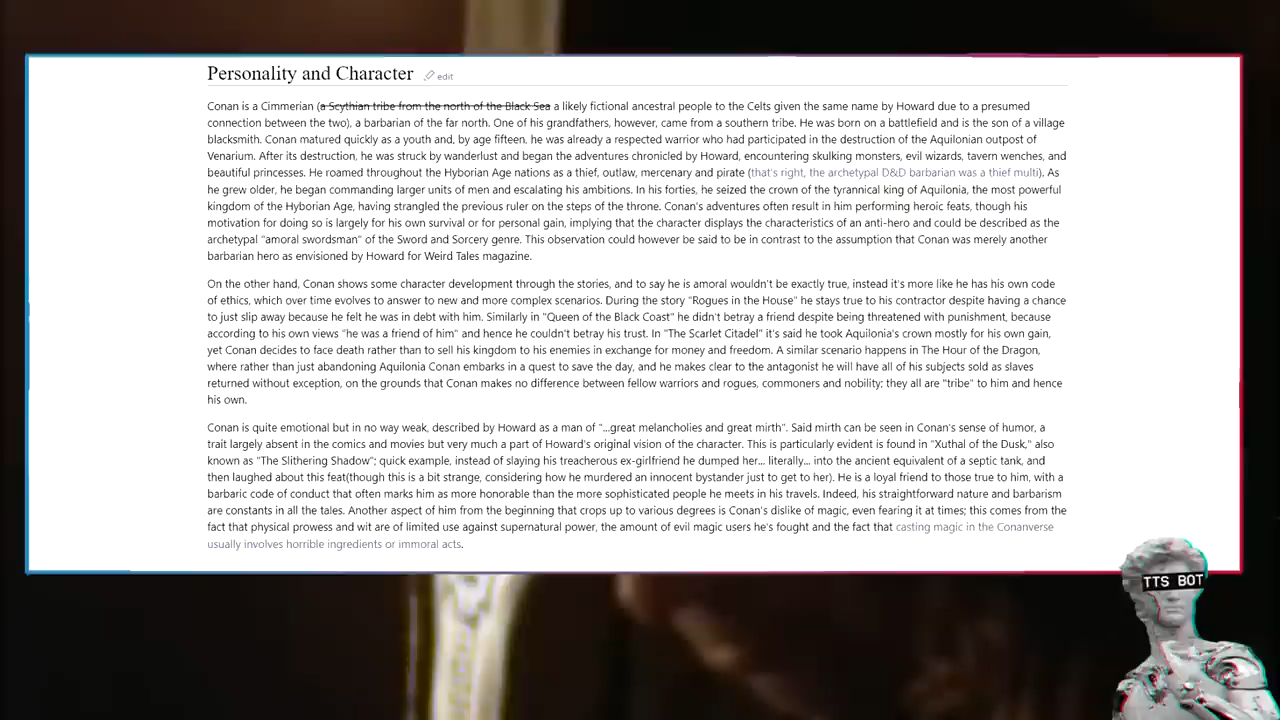 Personality and Character edit
Conan is a Cimmerian (a Scythian tribe from the north of the Black Sea a likely fictional ancestral people to the Celts given the same name by Howard due to a presumed
connection between the two), a barbarian of the far north. One of his grandfathers, however, came from a southern tribe. He was born on a battlefield and is the son of a village
blacksmith. Conan matured quickly as a youth and, by age fifteen, he was already a respected warrior who had participated in the destruction of the Aquilonian outpost of
Venarium. After its destruction, he was struck by wanderlust and began the adventures chronicled by Howard, encountering skulking monsters, evil wizards, tavern wenches, and
beautiful princesses. He roamed throughout the Hyborian Age nations as a thief, outlaw, mercenary and pirate (that's right, the archetypal D&D barbarian was a thief multi). As
he grew older, he began commanding larger units of men and escalating his ambitions. In his forties, he seized the crown of the tyrannical king of Aquilonia, the most powerful
kingdom of the Hyborian Age, having strangled the previous ruler on the steps of the throne. Conan's adventures often result in him performing heroic feats, though his
motivation for doing so is largely for his own survival or for personal gain, implying that the character displays the characteristics of an anti-hero and could be described as the
archetypal "amoral swordsman" of the Sword and Sorcery genre. This observation could however be said to be in contrast to the assumption that Conan was merely another
barbarian hero as envisioned by Howard for Weird Tales magazine.
On the other hand, Conan shows some character development through the stories, and to say he is amoral wouldn't be exactly true, instead it's more like he has his own code
of ethics, which over time evolves to answer to new and more complex scenarios. During the story "Rogues in the House" he stays true to his contractor despite having a chance
to just slip away because he felt he was in debt with him. Similarly in "Queen of the Black Coast" he didn't betray a friend despite being threatened with punishment, because
according to his own views "he was a friend of him" and hence he couldn't betray his trust. In "The Scarlet Citadel" it's said he took Aquilonia's crown mostly for his own gain,
yet Conan decides to face death rather than to sell his kingdom to his enemies in exchange for money and freedom. A similar scenario happens in The Hour of the Dragon,
where rather than just abandoning Aquilonia Conan embarks in a quest to save the day, and he makes clear to the antagonist he will have all of his subjects sold as slaves
returned without exception, on the grounds that Conan makes no difference between fellow warriors and rogues, commoners and nobility; they all are "tribe" to him and hence
his own.
Conan is quite emotional but in no way weak, described by Howard as a man of "...great melancholies and great mirth". Said mirth can be seen in Conan's sense of humor, a
trait largely absent in the comics and movies but very much a part of Howard's original vision of the character. This is particularly evident is found in "Xuthal of the Dusk," also
known as "The Slithering Shadow"; quick example, instead of slaying his treacherous ex-girlfriend he dumped her... literally... into the ancient equivalent of a septic tank, and
then laughed about this feat(though this is a bit strange, considering how he murdered an innocent bystander just to get to her). He is a loyal friend to those true to him, with a
barbaric code of conduct that often marks him as more honorable than the more sophisticated people he meets in his travels. Indeed, his straightforward nature and barbarism
are constants in all the tales. Another aspect of him from the beginning that crops up to various degrees is Conan's dislike of magic, even fearing it at times; this comes from the
fact that physical prowess and wit are of limited use against supernatural power, the amount of evil magic users he's fought and the fact that casting magic in the Conanverse
usually involves horrible ingredients or immoral acts.
TTS BOT